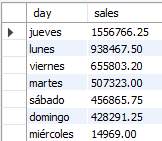 day sales
jueves 1556766.25
lunes 938467.50
viernes 655803.20
martes 507323.00
sábado 456865.75
domingo 428291.25
miércoles 14969.00